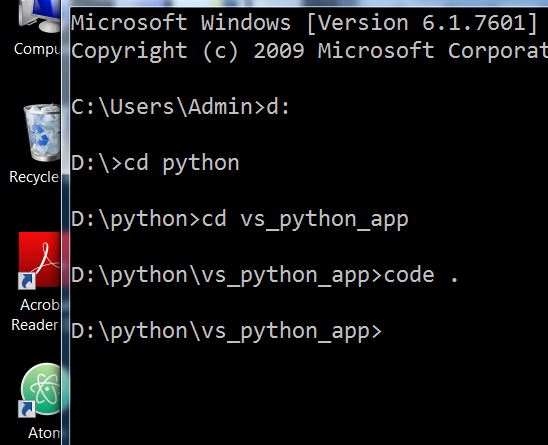 Microsoft Windows [Version 6.1.7601]
Copyright (c) 2009 Microsoft Corporat
C:\Users\Admin>d:
D:\>cd python
D:\python>cd vs_python_app
D:\python\vs_python_app>code .
D:\python\vs_python_app>
Compu
Recycle
Acrob
Reader
Atom